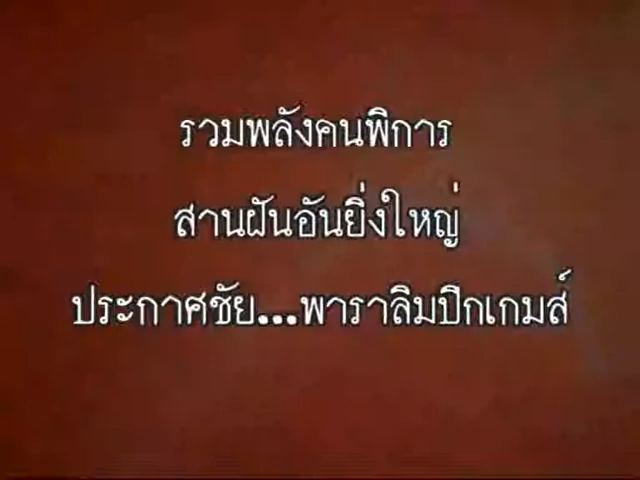 รวมพลังคนพิการ
สานฝันอันยิ่งใหญ่
ประกาศชัย...พาราลิมปิกเกมส์